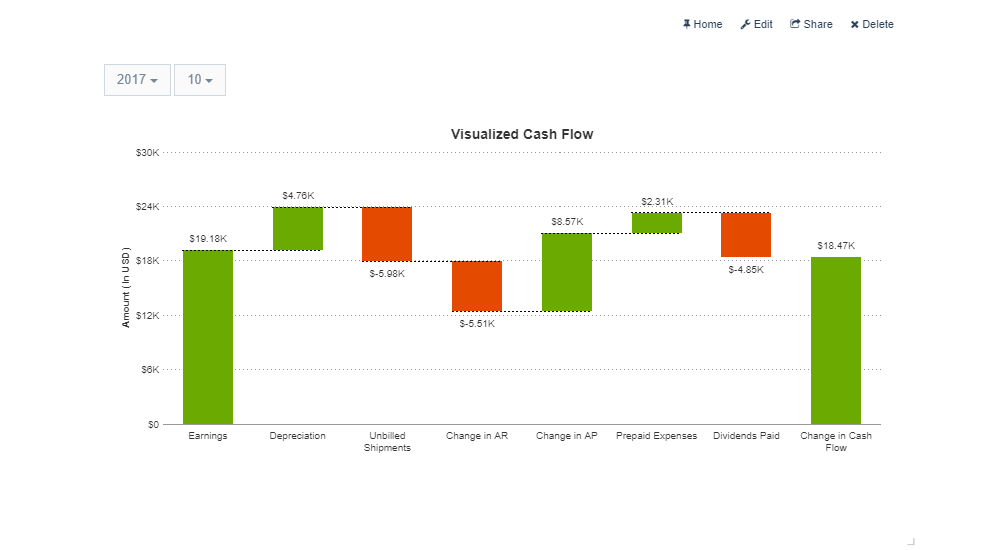 Home Edit Share Delete
2017 10
Visualized Cash Flow
Amount ( In USD )
$30K
$24K
$18K
$12K
$6K
$0
$19.18K
$4.76K
$-5.98K
$-5.51K
$8.57K
$2.31K
$-4.85K
$18.47K
Earnings
Depreciation
Unbilled
Shipments
Change in AR
Change in AP
Prepaid Expenses
Dividends Paid
Change in Cash
Flow